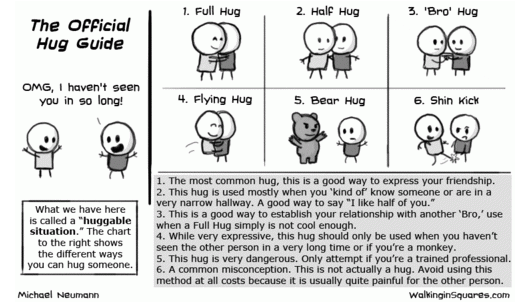 The Official
Hug Guide
OMG, I haven't seen
you in so long!
What we have here
is called a "huggable
situation." The chart
to the right shows
the different ways
you can hug someone.
1. Full Hug
2. Half Hug
3. 'Bro' Hug
4. Flying Hug
5. Bear Hug
6. Shin Kick
1. The most common hug, this is a good way to express your friendship.
2. This hug is used mostly when you 'kind of' know someone or are in a
very narrow hallway. A good way to say "I like half of you."
3. This is a good way to establish your relationship with another 'Bro,' use
when a Full Hug simply is not cool enough.
4. While very expressive, this hug should only be used when you haven't
seen the other person in a very long time or if you're a monkey.
5. This hug is very dangerous. Only attempt if you're a trained professional.
6. A common misconception. This is not actually a hug. Avoid using this
method at all costs because it is usually quite painful for the other person.
Michael Neumann
WalkinginSquares.com